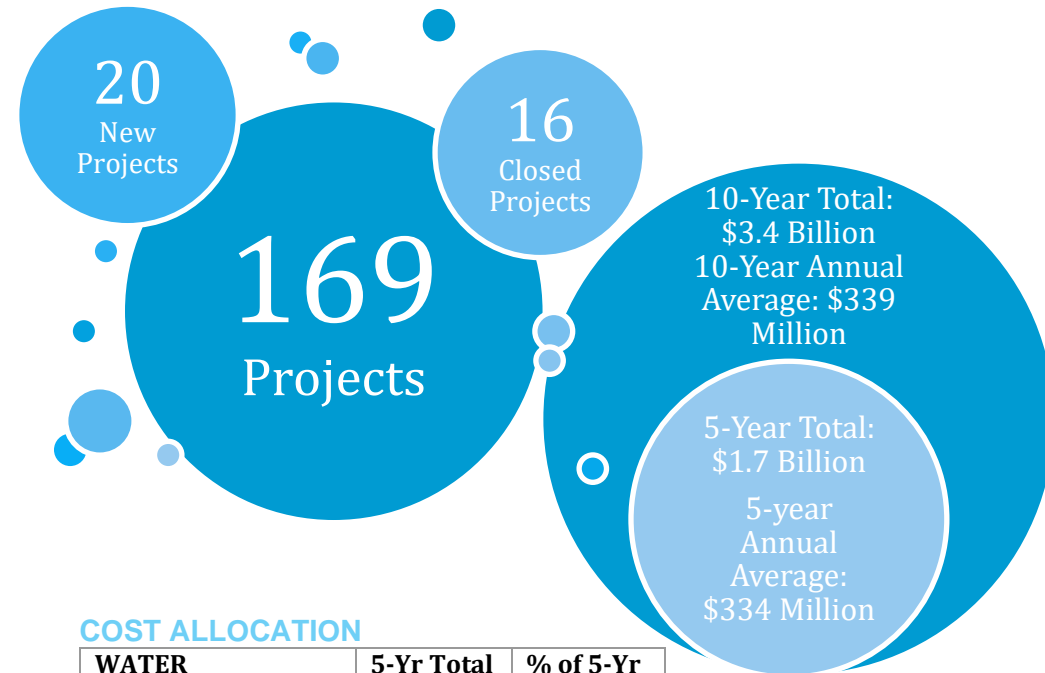 20
New
Projects
16
Closed
Projects
169
Projects
10-Year Total:
$3.4 Billion
10-Year Annual
Average: $339
Million
5-Year Total:
$1.7 Billion
5-year
Annual
Average:
$334 Million
COST ALLOCATION
WATER 5-Yr Total % of 5-Yr